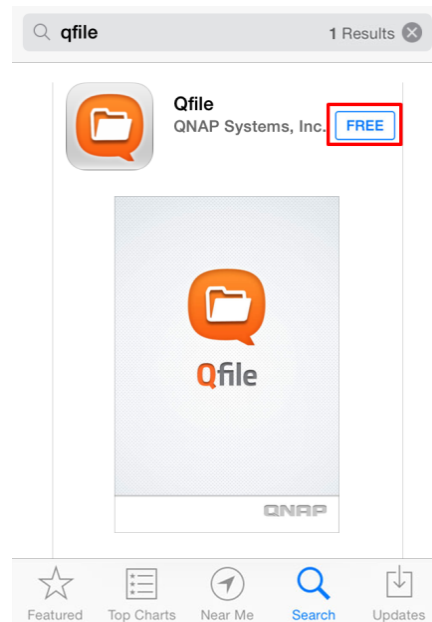 qfile 1 Results
Qfile
QNAP Systems, Inc. FREE
Qfile
QNAP
Featured Top Charts Near Me Search Updates